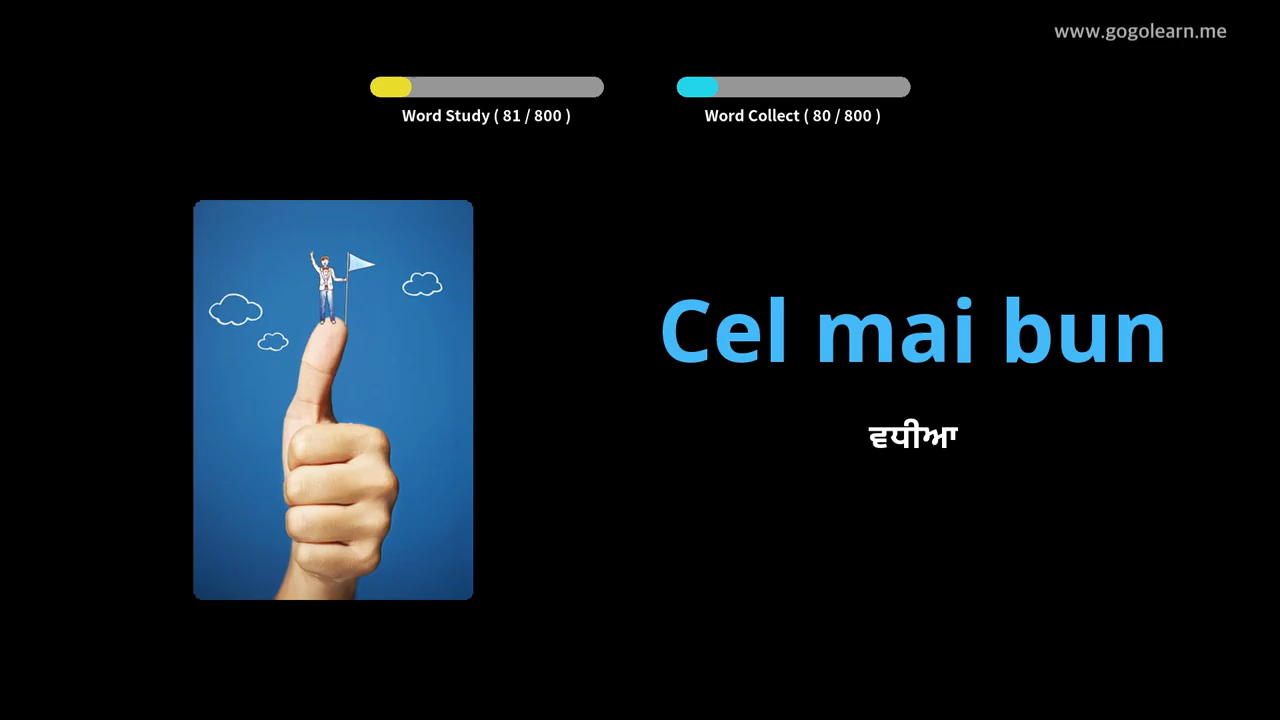 www.gogolearn.me
Word Study ( 81 / 800 )
Word Collect ( 80 / 800 )
Cel mai bun
ਵਧੀਆ